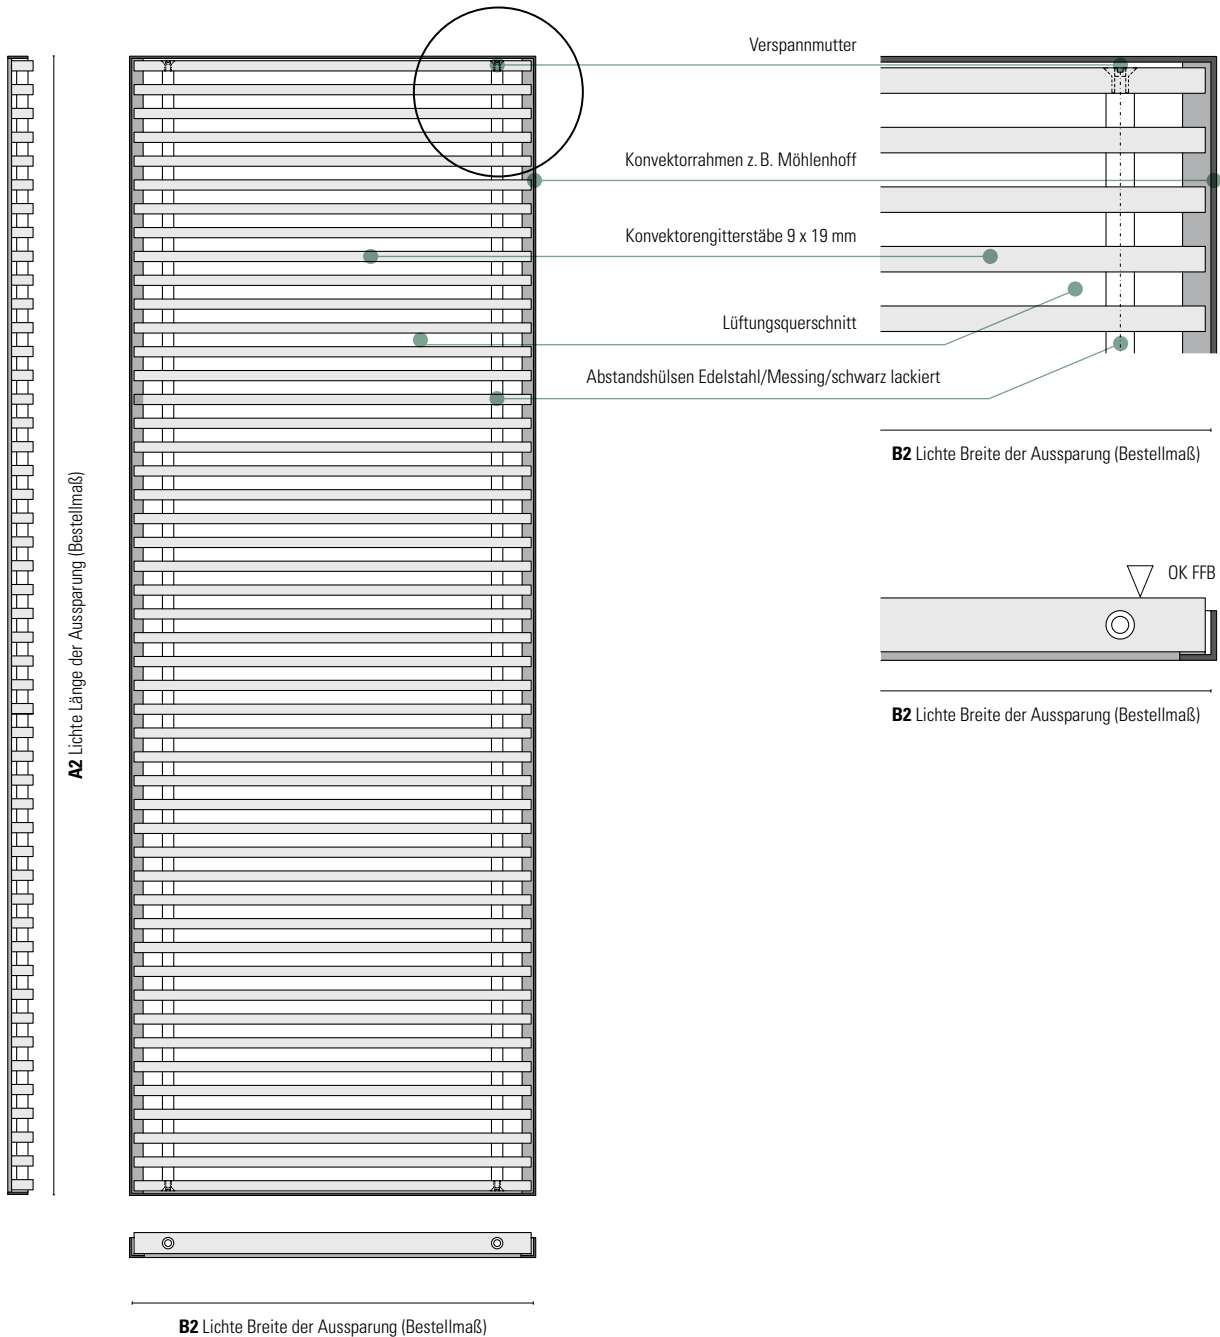 Verspannmutter
Konvektorrahmen z. B. Möhlenhoff
Konvektorengitterstäbe 9 x 19 mm
Lüftungsquerschnitt
Abstandshülsen Edelstahl/Messing/schwarz lackiert
B2 Lichte Breite der Aussparung (Bestellmaß)
A2 Lichte Länge der Aussparung (Bestellmaß)
OK FFB
B2 Lichte Breite der Aussparung (Bestellmaß)
B2 Lichte Breite der Aussparung (Bestellmaß)